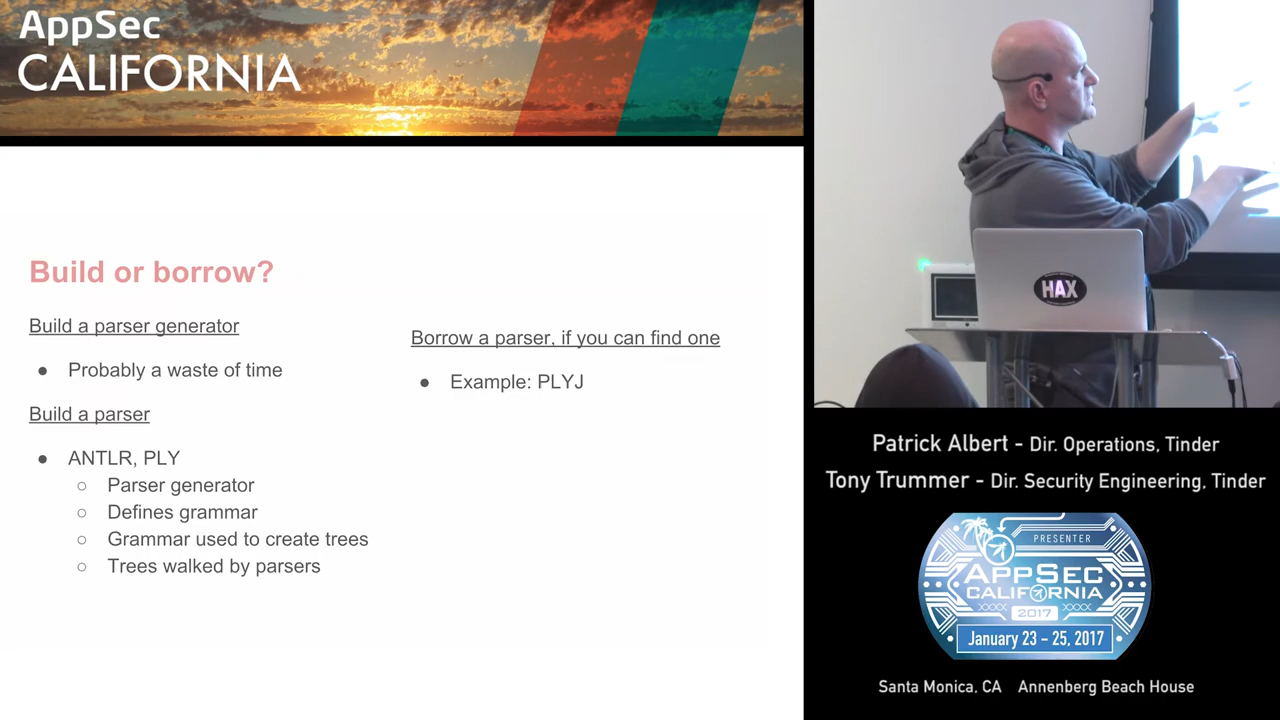 AppSec
CALIFORNIA
Build or borrow?
Build a parser generator
● Probably a waste of time
Build a parser
● ANTLR, PLY
○ Parser generator
○ Defines grammar
○ Grammar used to create trees
○ Trees walked by parsers
Borrow a parser, if you can find one
● Example: PLYJ
HAX
Patrick Albert - Dir. Operations, Tinder
Tony Trummer - Dir. Security Engineering, Tinder
PRESENTER
APPSEC
CALIFORNIA
2017
January 23 - 25, 2017
Santa Monica, CA Annenberg Beach House